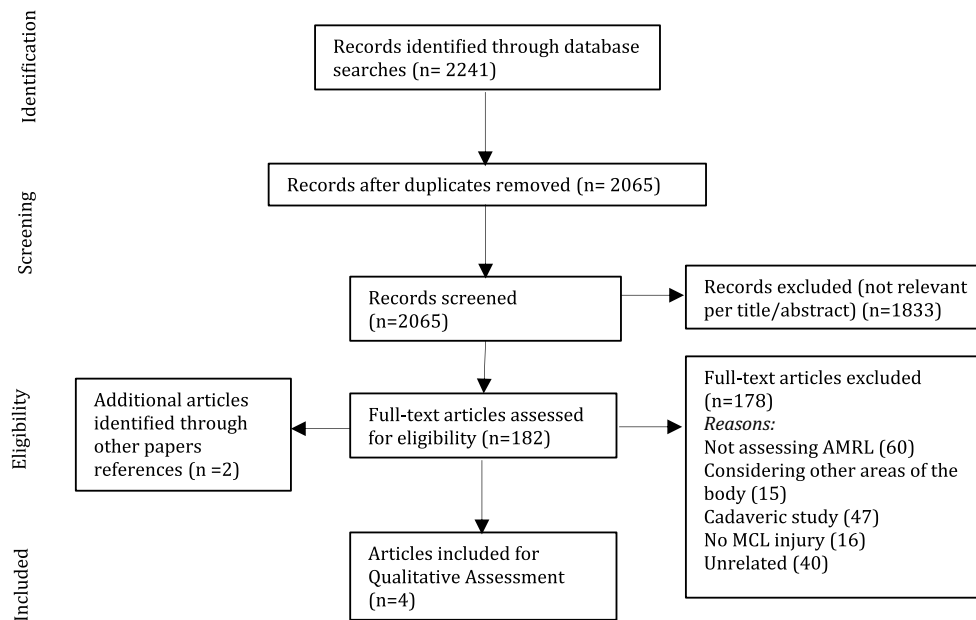 Identification
Records identified through database
searches (n= 2241)
Screening
Records after duplicates removed (n= 2065)
Records screened
(n=2065)
Records excluded (not relevant
per title/abstract) (n=1833)
Eligibility
Additional articles
identified through
other papers
references (n =2)
Full-text articles assessed
for eligibility (n=182)
Full-text articles excluded
(n=178)
Reasons:
Not assessing AMRL (60)
Considering other areas of the
body (15)
Cadaveric study (47)
No MCL injury (16)
Unrelated (40)
Included
Articles included for
Qualitative Assessment
(n=4)